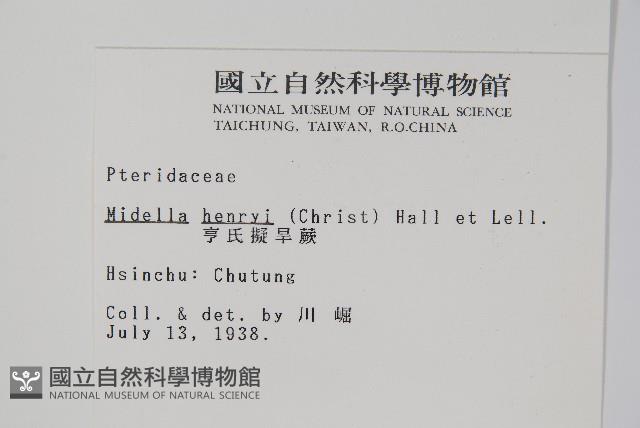 國立自然科學博物館
NATIONAL MUSEUM OF NATURAL SCIENCE
TAICHUNG, TAIWAN, R.O.CHINA
Pteridaceae
Midella henryi (Christ) Hall et Lell.
亨氏擬旱蕨
Hsinchu: Chutung
Coll. & det. by 川 崛
July 13, 1938.
國立自然科學博物館
NATIONAL MUSEUM OF NATURAL SCIENCE